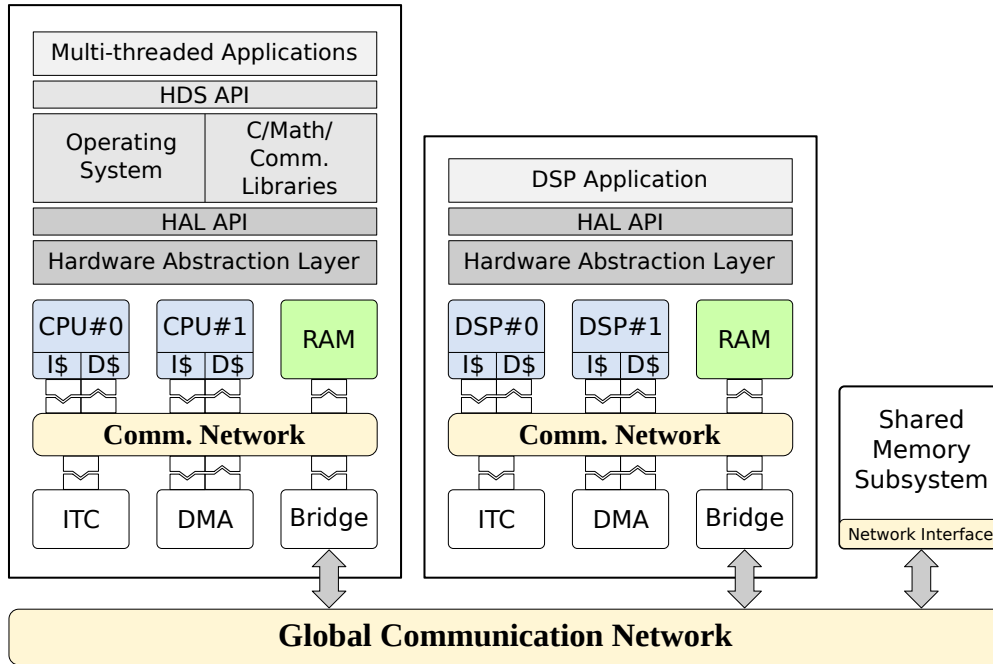 Multi-threaded Applications
HDS API
Operating
System
C/Math/
Comm.
Libraries
HAL API
Hardware Abstraction Layer
CPU#0
I$ D$
CPU#1
I$ D$
RAM
Comm. Network
ITC
DMA
Bridge
DSP Application
HAL API
Hardware Abstraction Layer
DSP#0
I$ D$
DSP#1
I$ D$
RAM
Comm. Network
ITC
DMA
Bridge
Shared
Memory
Subsystem
Network Interface
Global Communication Network